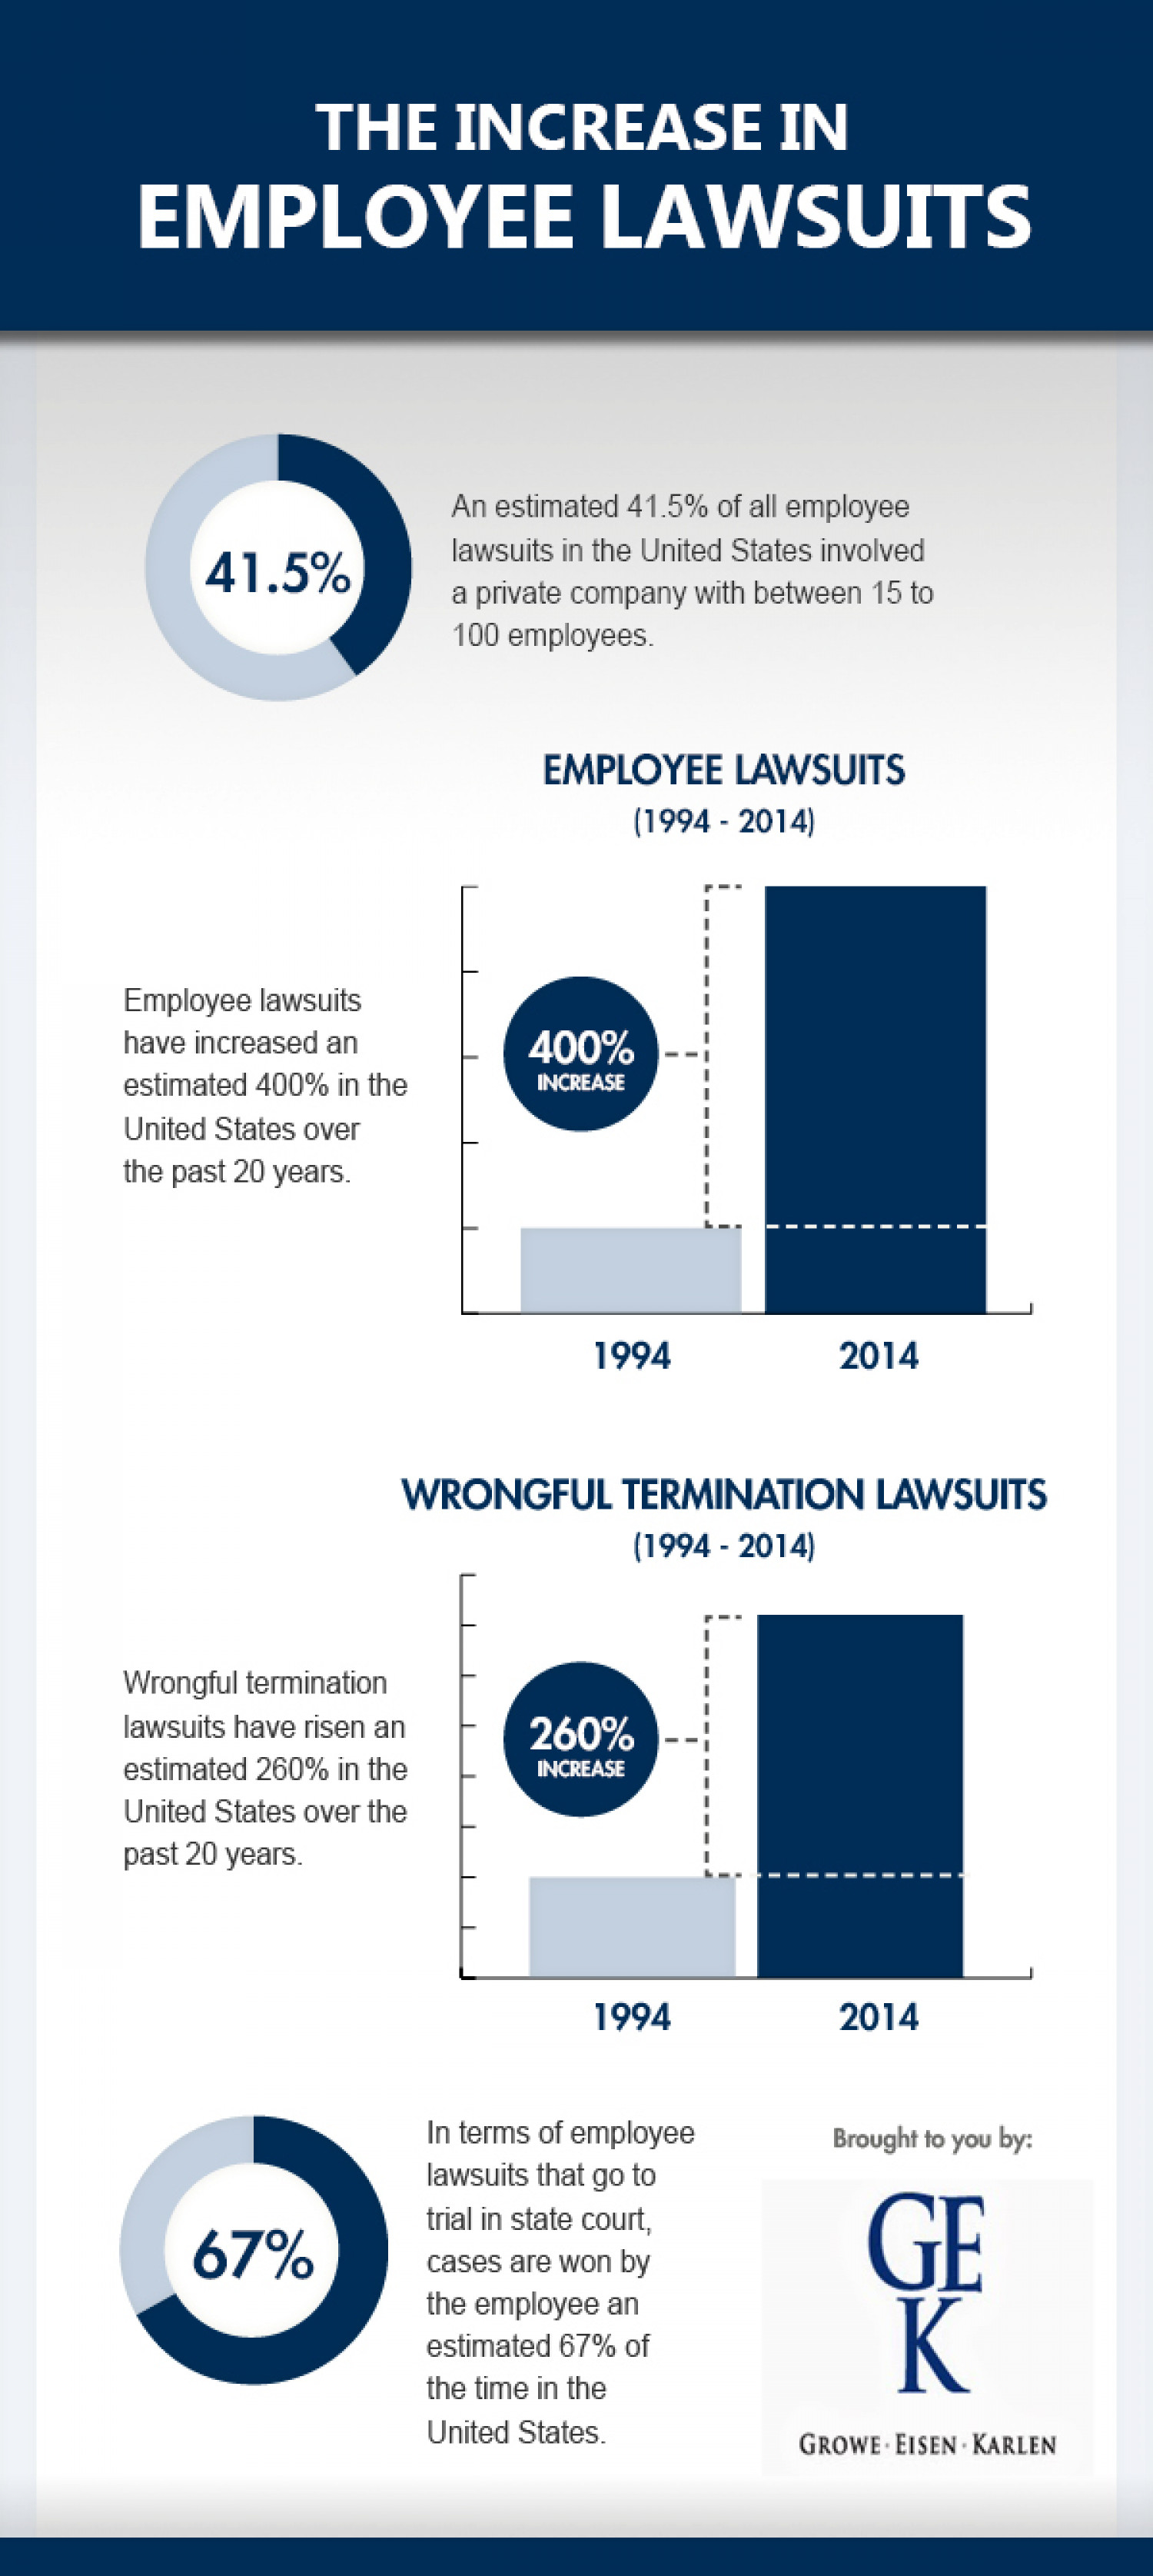 THE INCREASE IN
EMPLOYEE LAWSUITS
41.5%
An estimated 41.5% of all employee
lawsuits in the United States involved
a private company with between 15 to
100 employees.
EMPLOYEE LAWSUITS
(1994 - 2014)
Employee lawsuits
have increased an
estimated 400% in the
United States over
the past 20 years.
400%
INCREASE
1994 2014
WRONGFUL TERMINATION LAWSUITS
(1994 - 2014)
Wrongful termination
lawsuits have risen an
estimated 260% in the
United States over the
past 20 years.
260%
INCREASE
1994 2014
67%
In terms of employee
lawsuits that go to
trial in state court,
cases are won by
the employee an
estimated 67% of
the time in the
United States.
Brought to you by:
GE
K
GROWE · EISEN · KARLEN